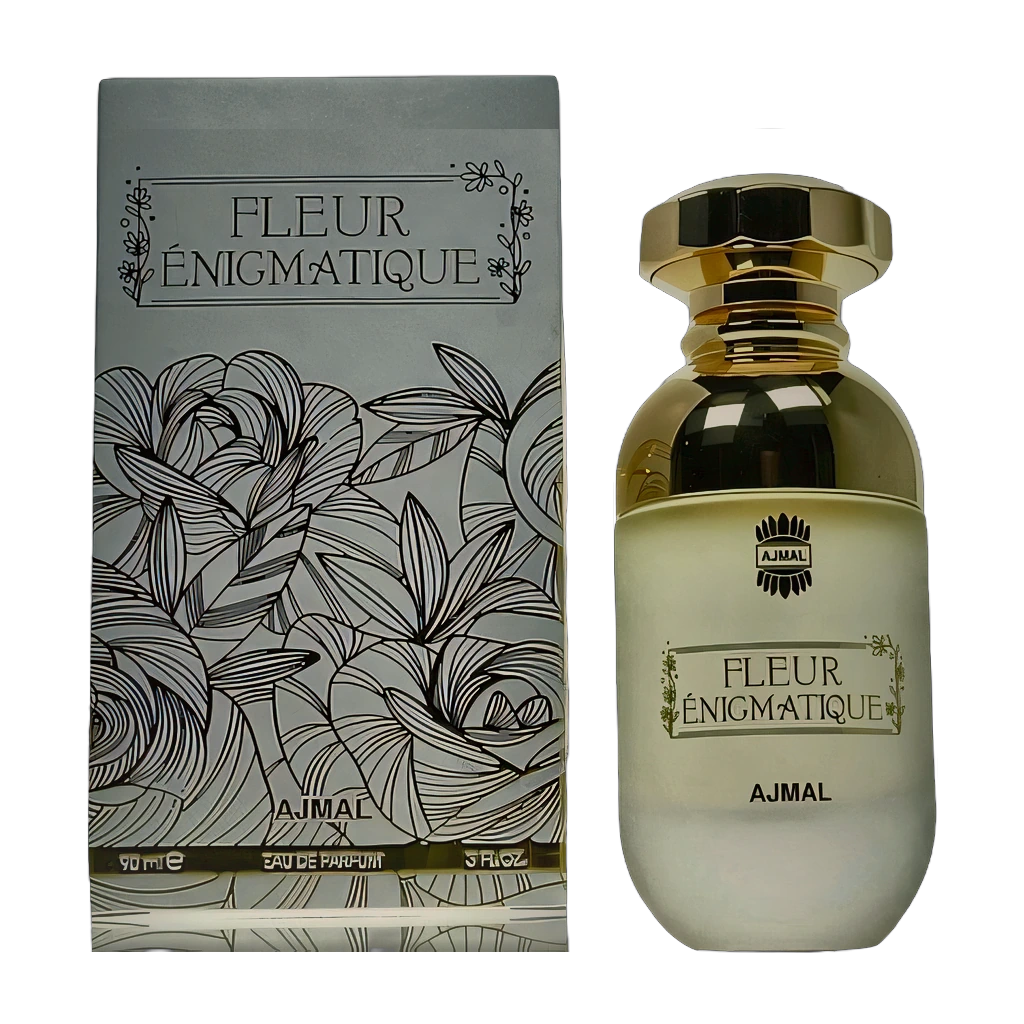 FLEUR
ÉNIGMATIQUE
AJMAL
90 ml e EAU DE PARFUM 3 FL. OZ.
AJMAL
FLEUR
ÉNIGMATIQUE
AJMAL